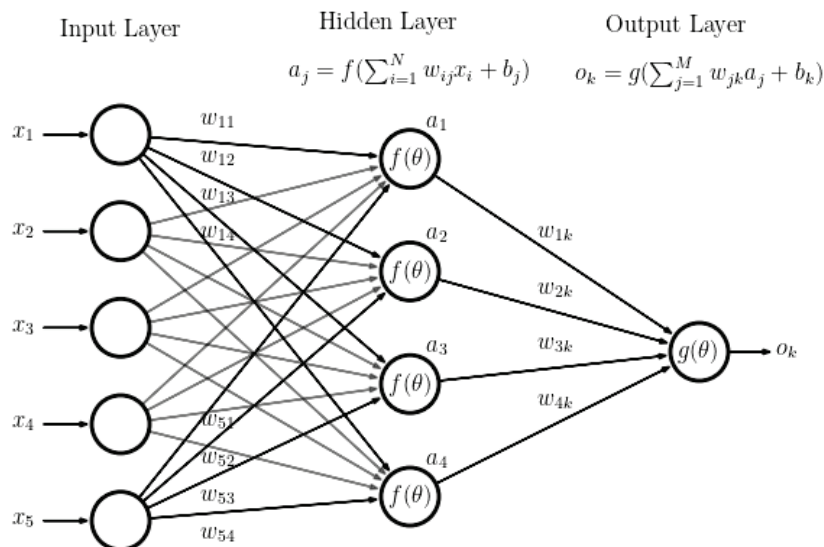 Input Layer
Hidden Layer
Output Layer
a_j = f(∑_{i=1}^{N} w_{ij}x_i + b_j)
o_k = g(∑_{j=1}^{M} w_{jk}a_j + b_k)
x_1
x_2
x_3
x_4
x_5
w_{11}
w_{12}
w_{13}
w_{14}
w_{51}
w_{52}
w_{53}
w_{54}
a_1
f(θ)
a_2
f(θ)
a_3
f(θ)
a_4
f(θ)
w_{1k}
w_{2k}
w_{3k}
w_{4k}
g(θ)
o_k